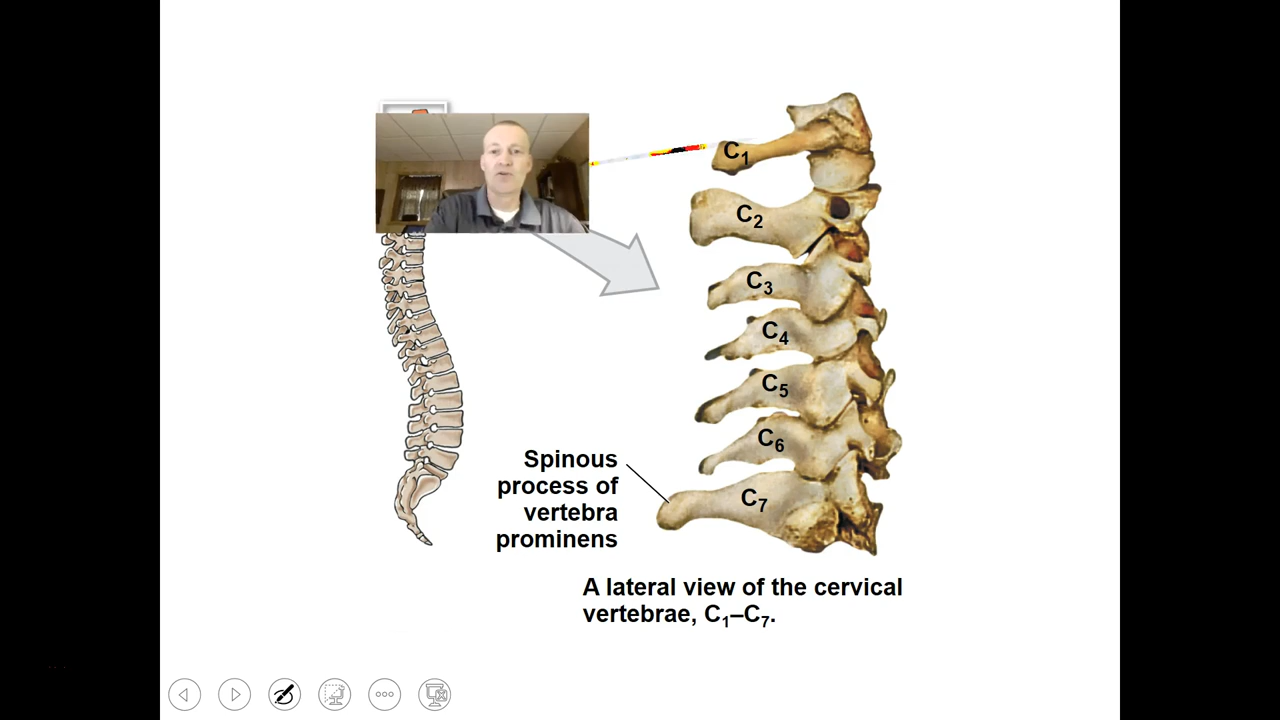 C₁
C₂
C₃
C₄
C₅
C₆
C₇
Spinous
process of
vertebra
prominens
A lateral view of the cervical
vertebrae, C₁–C₇.